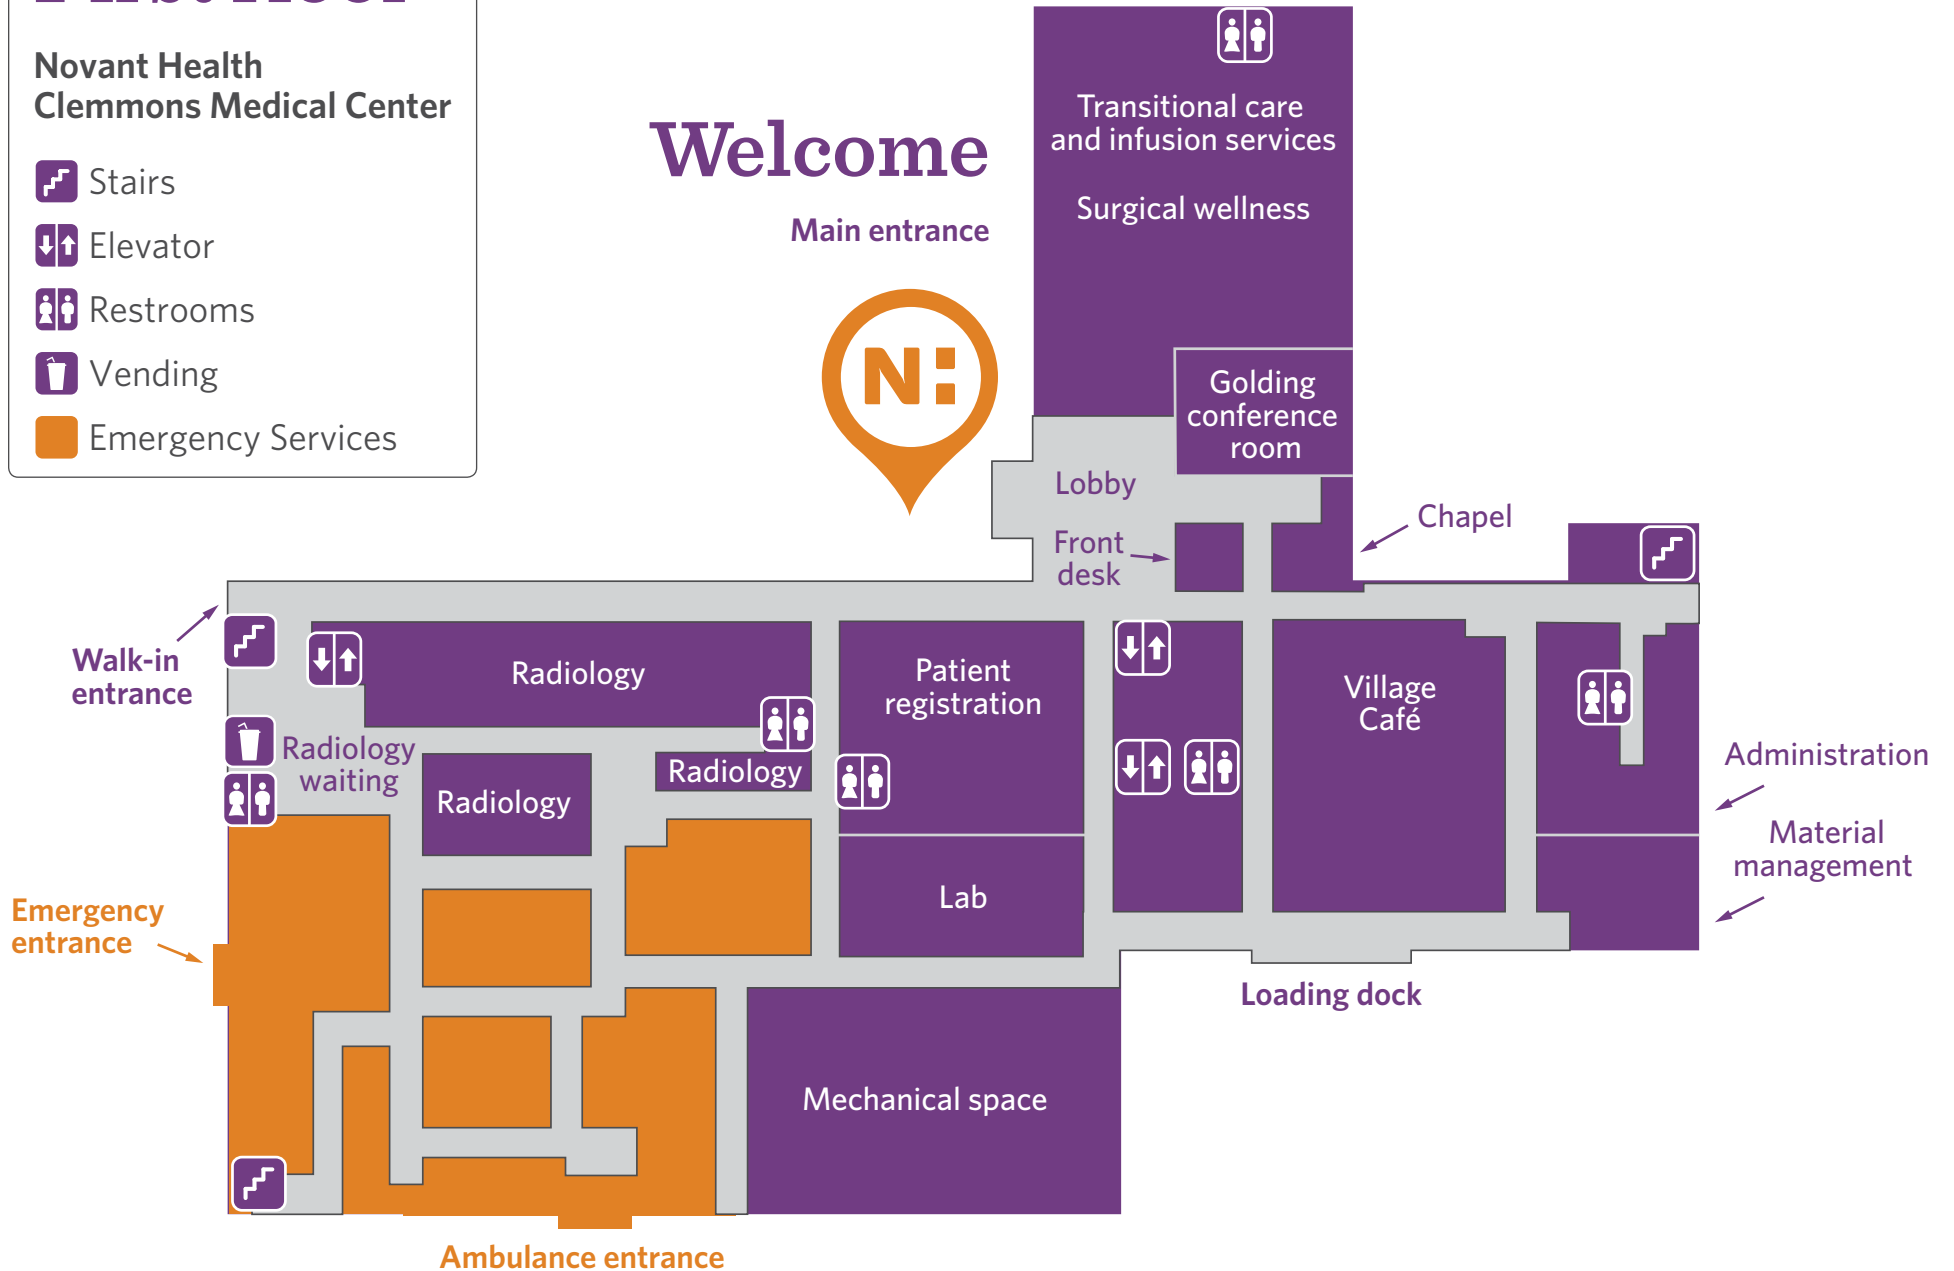 Novant Health
Clemmons Medical Center
Stairs
Elevator
Restrooms
Vending
Emergency Services
Welcome
Main entrance
N
Transitional care
and infusion services
Surgical wellness
Golding
conference
room
Lobby
Front
desk
Chapel
Walk-in
entrance
Radiology
Patient
registration
Village
Café
Radiology
waiting
Radiology
Radiology
Administration
Material
management
Lab
Emergency
entrance
Loading dock
Mechanical space
Ambulance entrance